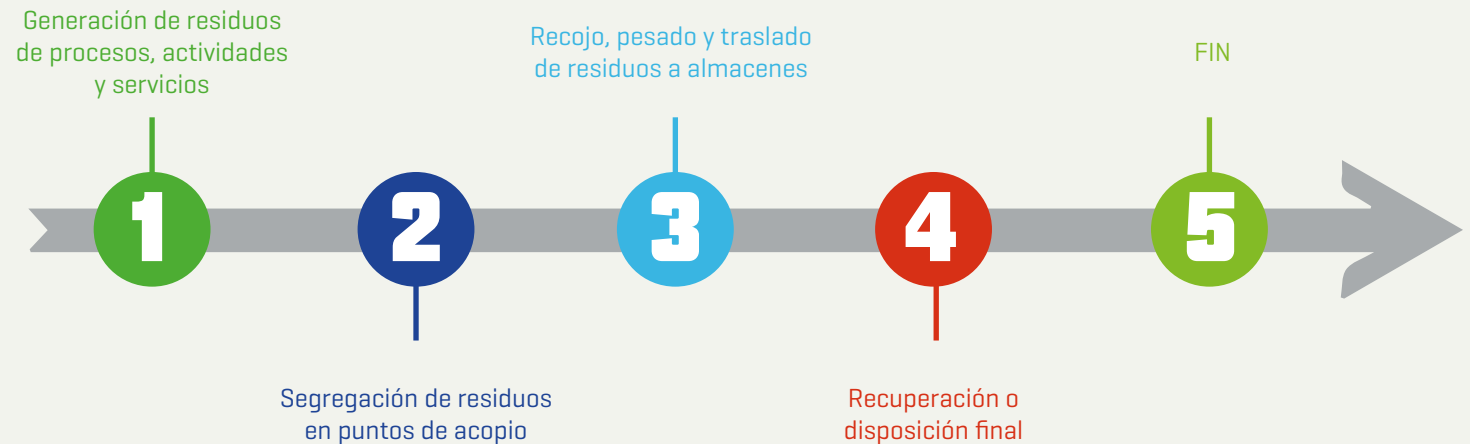 Generación de residuos
de procesos, actividades
y servicios
Recojo, pesado y traslado
de residuos a almacenes
FIN
1
2
3
4
5
Segregación de residuos
en puntos de acopio
Recuperación o
disposición final